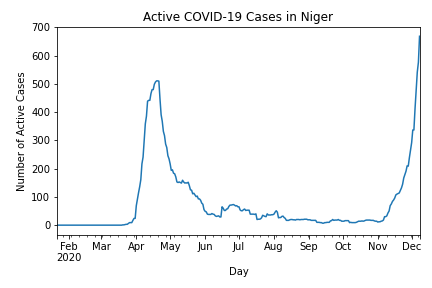 Active COVID-19 Cases in Niger
700
600
500
400
300
200
100
0
Number of Active Cases
Feb Mar Apr May Jun Jul Aug Sep Oct Nov Dec
2020
Day